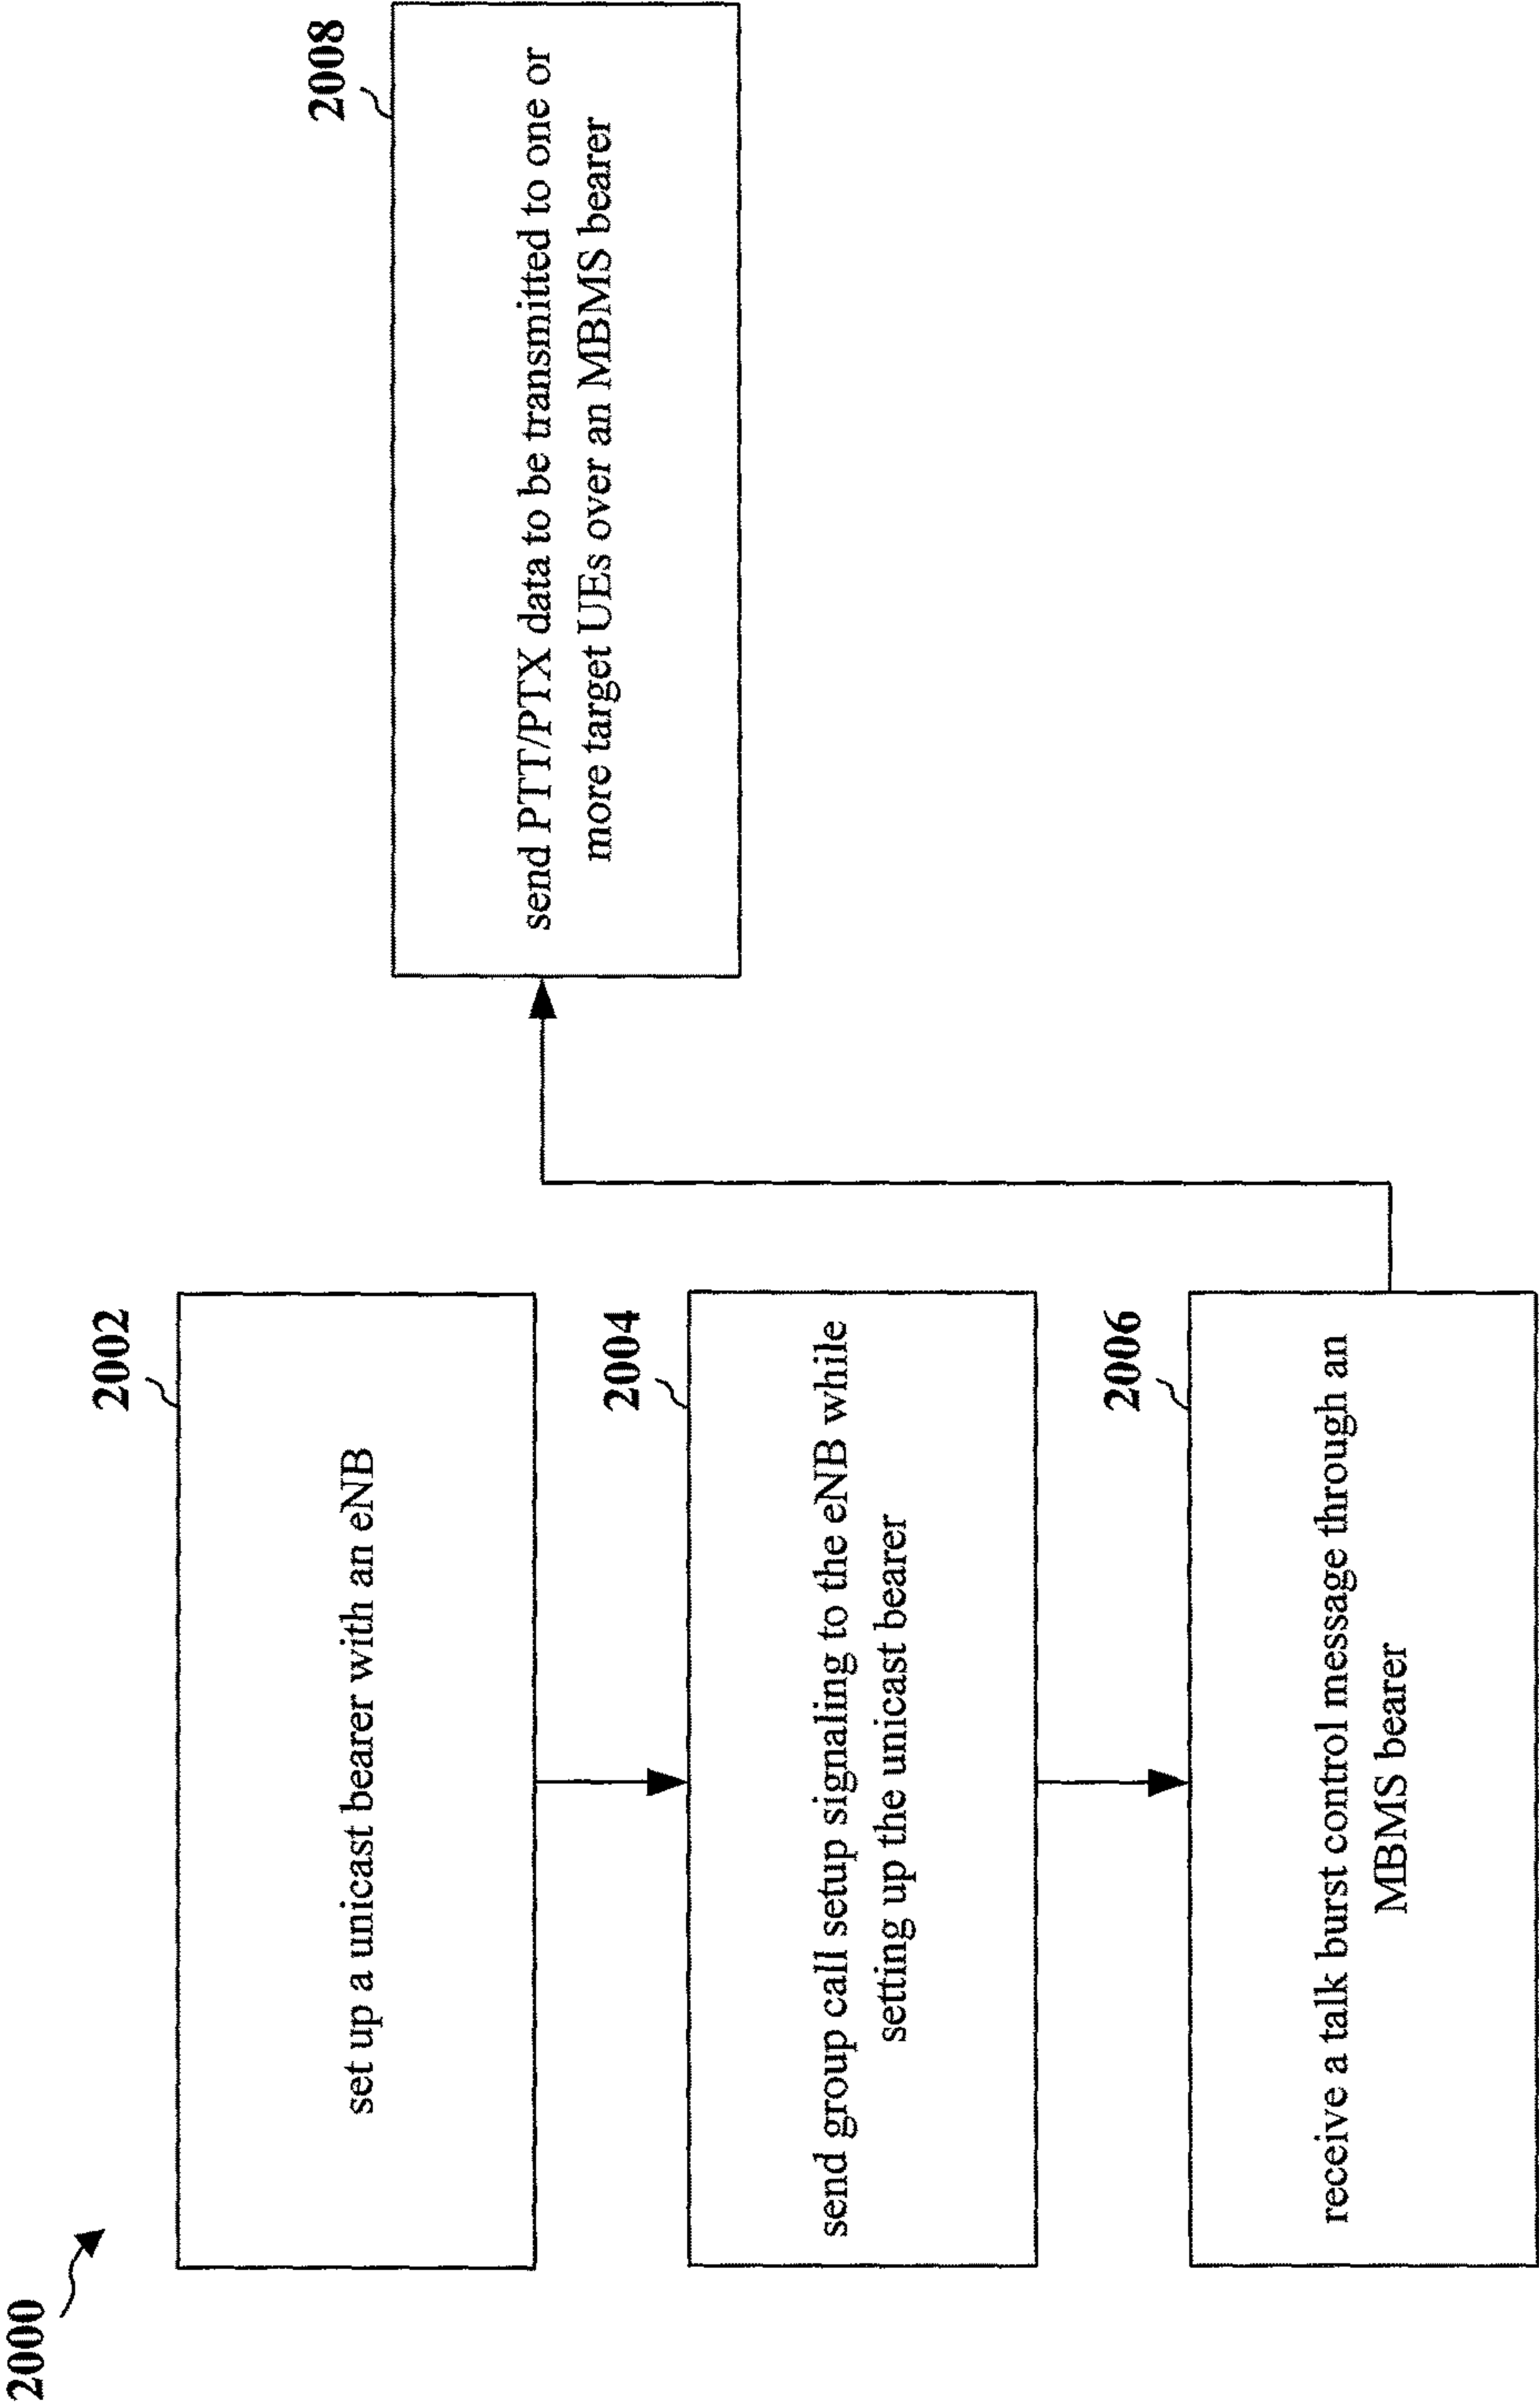 2000
2002
set up a unicast bearer with an eNB
2004
send group call setup signaling to the eNB while
setting up the unicast bearer
2006
receive a talk burst control message through an
MBMS bearer
2008
send PTT/PTX data to be transmitted to one or
more target UEs over an MBMS bearer